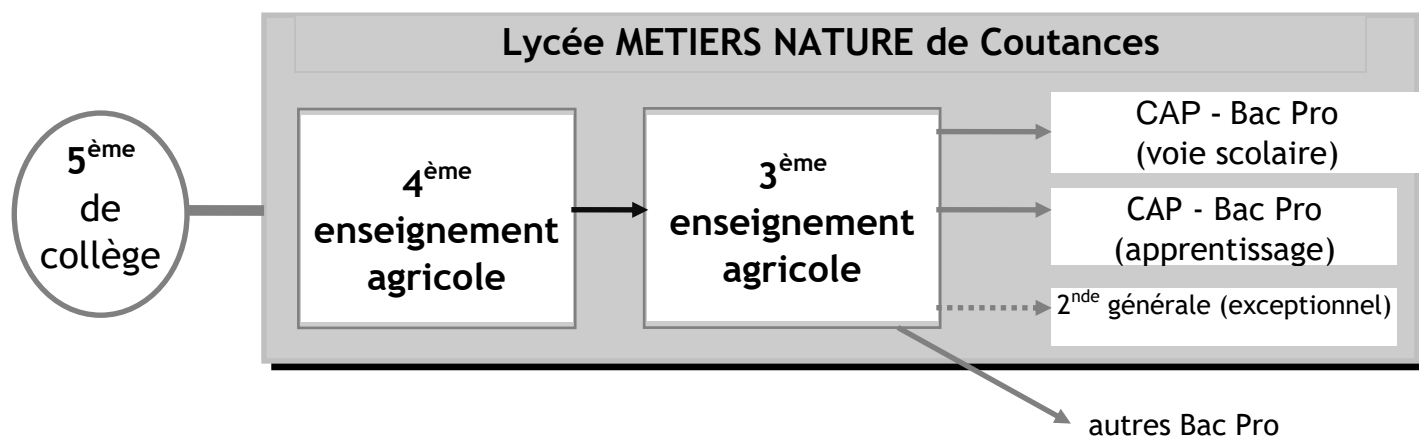 Lycée METIERS NATURE de Coutances
5ème
de
collège
4ème
enseignement
agricole
3ème
enseignement
agricole
CAP - Bac Pro
(voie scolaire)
CAP - Bac Pro
(apprentissage)
2nde générale (exceptionnel)
autres Bac Pro